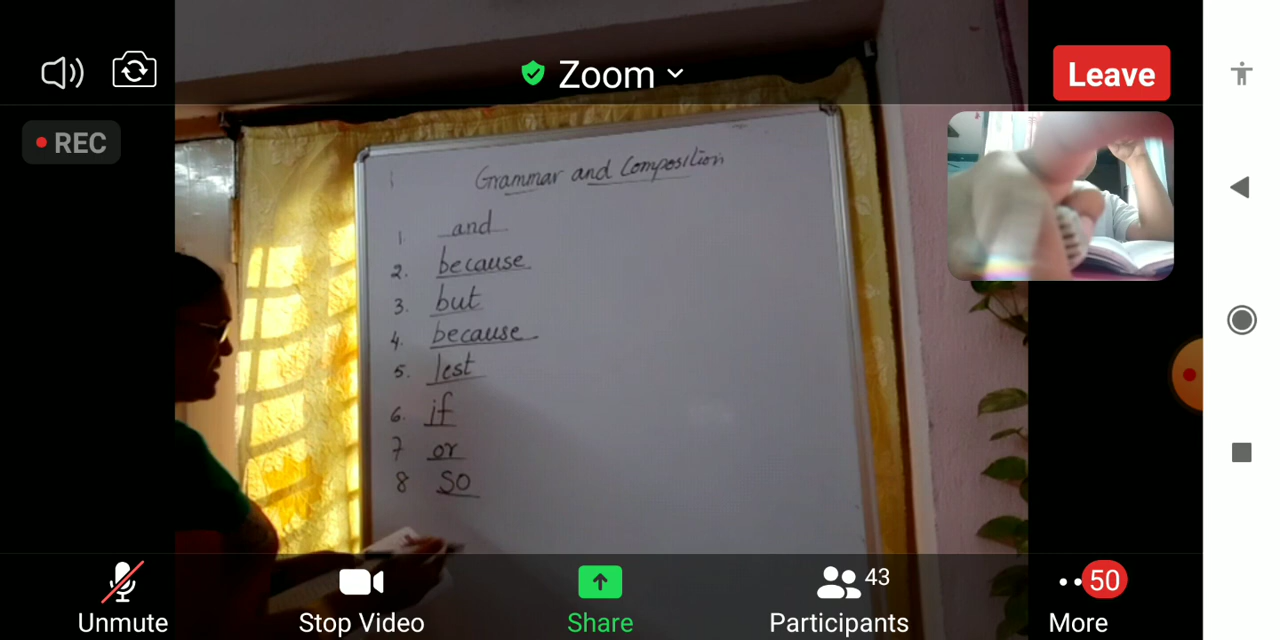 Zoom
Leave
REC
Grammar and Composition
1 and
2. because
3. but
4. because
5. lest
6. if
7 or
8 so
43
50
Unmute
Stop Video
Share
Participants
More